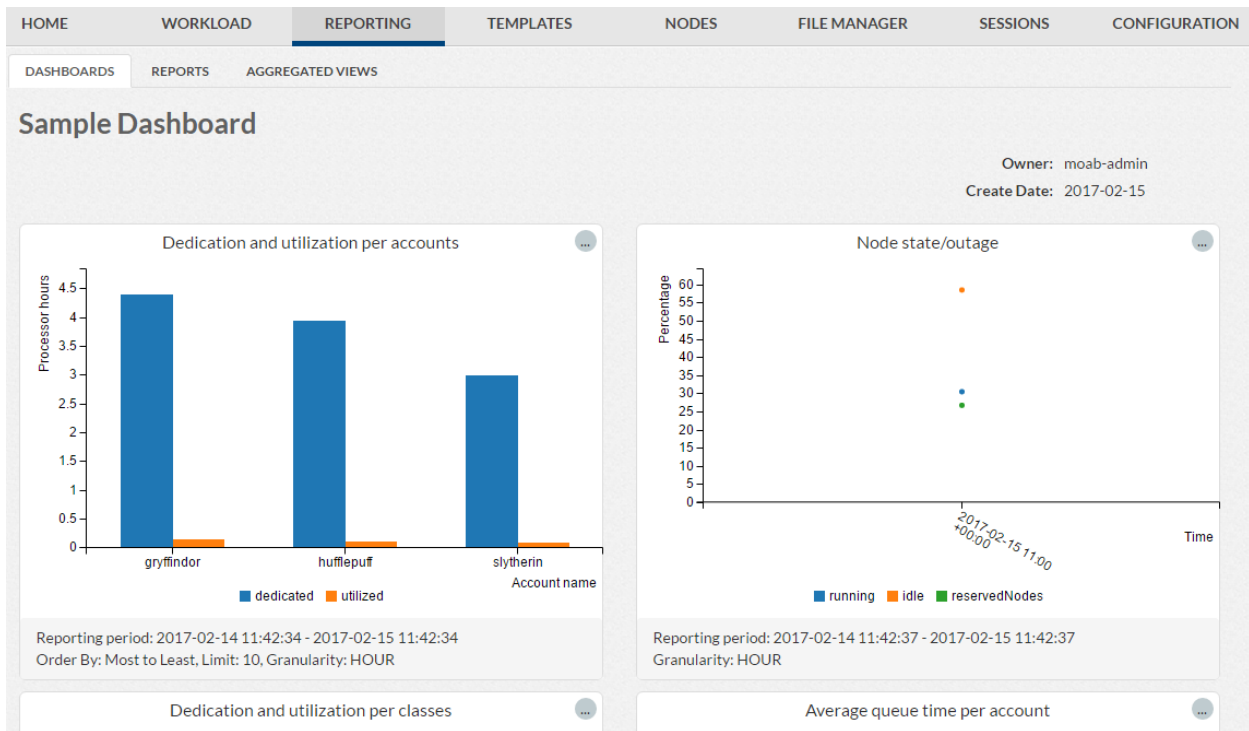 HOME WORKLOAD REPORTING TEMPLATES NODES FILE MANAGER SESSIONS CONFIGURATION
DASHBOARDS REPORTS AGGREGATED VIEWS
Sample Dashboard
Owner: moab-admin
Create Date: 2017-02-15
Dedication and utilization per accounts
...
Processor hours
4.5
4
3.5
3
2.5
2
1.5
1
0.5
0
gryffindor hufflepuff slytherin
Account name
dedicated utilized
Reporting period: 2017-02-14 11:42:34 - 2017-02-15 11:42:34
Order By: Most to Least, Limit: 10, Granularity: HOUR
Node state/outage
...
Percentage
60
55
50
45
40
35
30
25
20
15
10
5
0
2017-02-15 11:00
+00:00
Time
running idle reservedNodes
Reporting period: 2017-02-14 11:42:37 - 2017-02-15 11:42:37
Granularity: HOUR
Dedication and utilization per classes
...
Average queue time per account
...